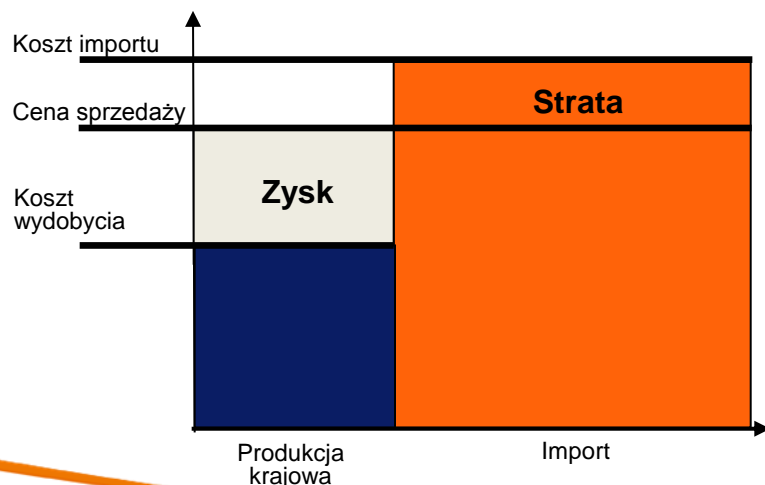 Koszt importu
Strata
Cena sprzedaży
Zysk
Koszt
wydobycia
Produkcja
krajowa
Import